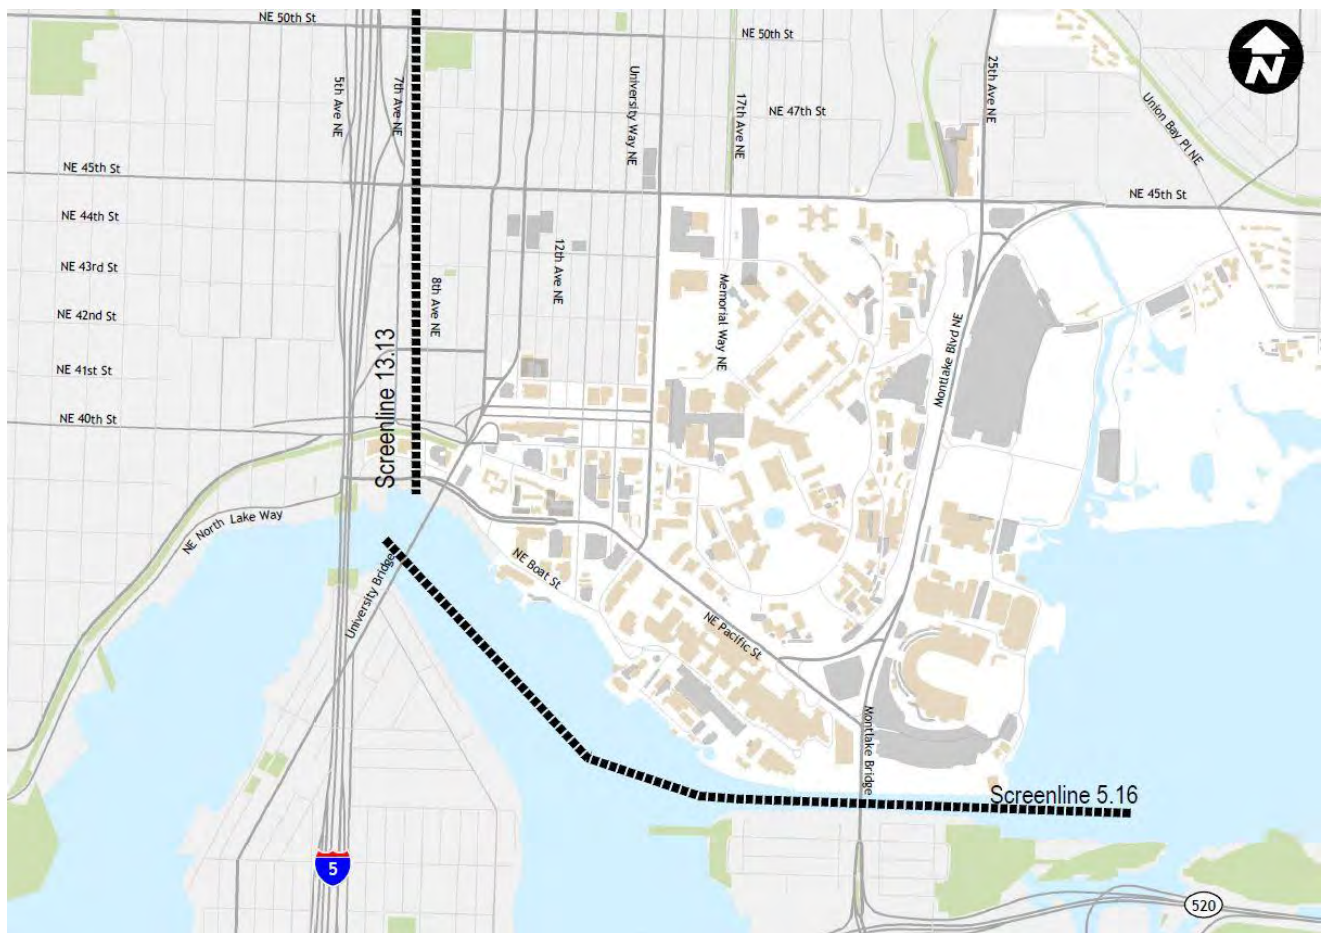 NE 50th St
NE 50th St
N
5th Ave NE
7th Ave NE
University Way NE
17th Ave NE
25th Ave NE
NE 47th St
Union Bay Pl NE
NE 45th St
NE 45th St
NE 44th St
NE 43rd St
NE 42nd St
NE 41st St
NE 40th St
8th Ave NE
12th Ave NE
Memorial Way NE
Montlake Blvd NE
Screenline 13.13
NE North Lake Way
University Bridge
NE Boat St
NE Pacific St
Montlake Bridge
Screenline 5.16
5
520